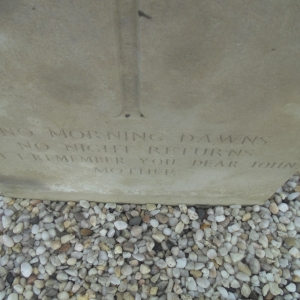 NO MORNING DAWNS
NO NIGHT RETURNS
I REMEMBER YOU DEAR JOHN
MOTHER